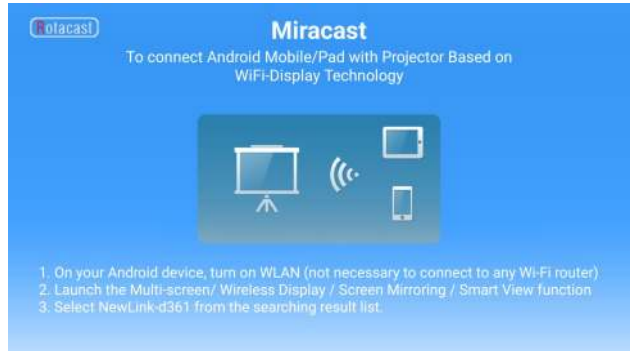 Rotacast
Miracast
To connect Android Mobile/Pad with Projector Based on
WiFi-Display Technology
1. On your Android device, turn on WLAN (not necessary to connect to any Wi-Fi router)
2. Launch the Multi-screen/ Wireless Display / Screen Mirroring / Smart View function
3. Select NewLink-d361 from the searching result list.